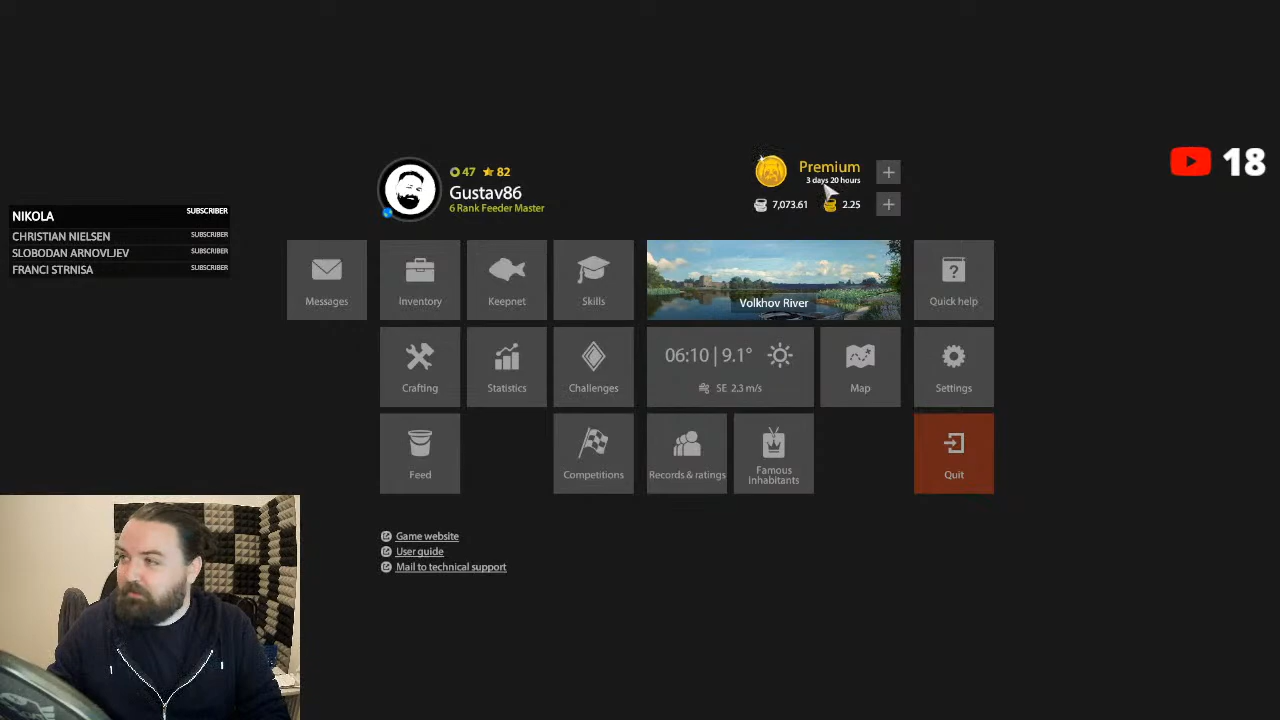 47 82
Gustav86
6 Rank Feeder Master
Premium
3 days 20 hours
7,073.61 2.25
18
NIKOLA SUBSCRIBER
CHRISTIAN NIELSEN SUBSCRIBER
SLOBODAN ARNOVLJEV SUBSCRIBER
FRANCI STRNISA SUBSCRIBER
Messages
Inventory
Keepnet
Skills
Volkhov River
Quick help
Crafting
Statistics
Challenges
06:10 | 9.1°
SE 2.3 m/s
Map
Settings
Feed
Competitions
Records & ratings
Famous
Inhabitants
Quit
Game website
User guide
Mail to technical support